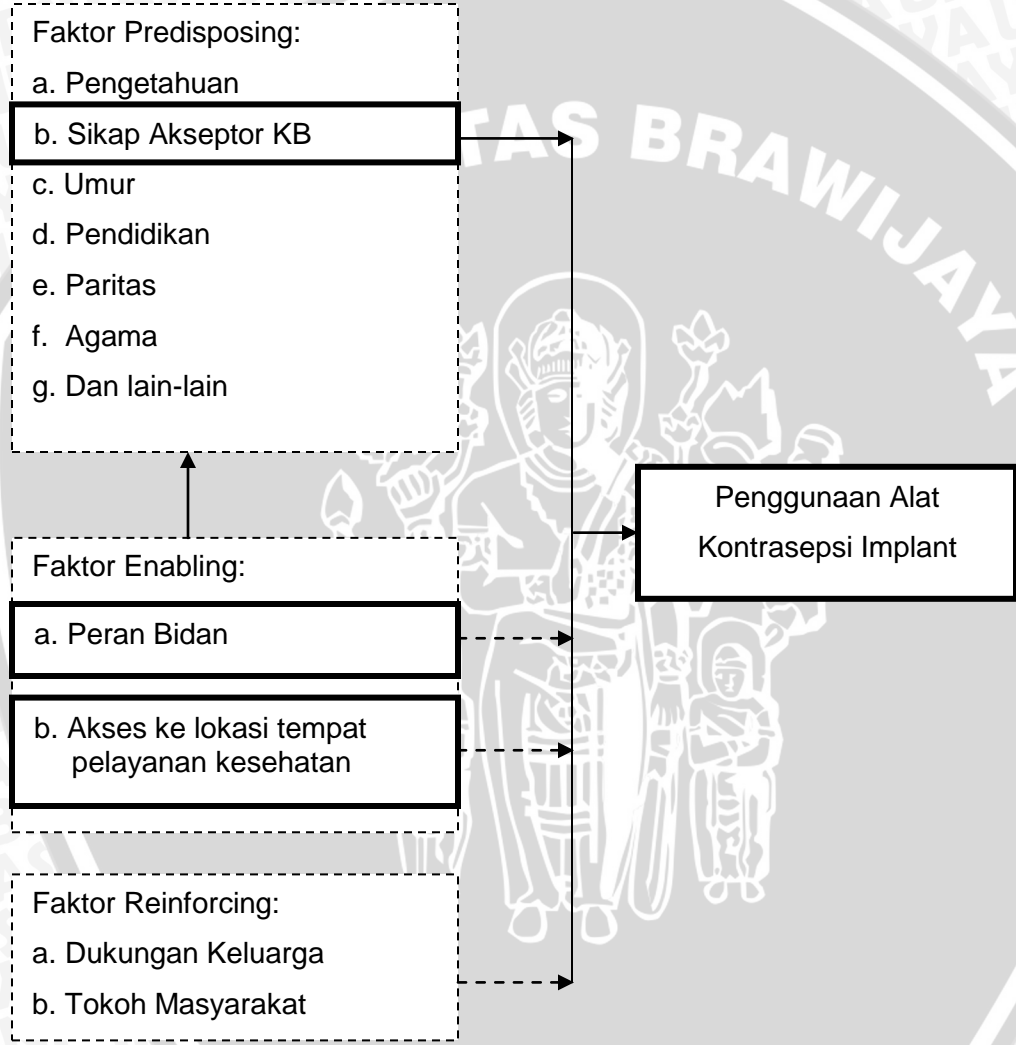 Faktor Predisposing:
a. Pengetahuan
b. Sikap Akseptor KB
c. Umur
d. Pendidikan
e. Paritas
f. Agama
g. Dan lain-lain
Faktor Enabling:
a. Peran Bidan
b. Akses ke lokasi tempat
pelayanan kesehatan
Faktor Reinforcing:
a. Dukungan Keluarga
b. Tokoh Masyarakat
Penggunaan Alat
Kontrasepsi Implant
TAS BRAWIJAYA